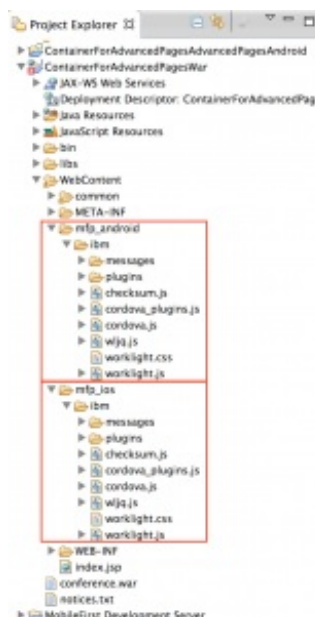 Project Explorer
ContainerForAdvancedPagesAdvancedPagesAndroid
ContainerForAdvancedPagesWar
JAX-WS Web Services
Deployment Descriptor: ContainerForAdvancedPag
Java Resources
JavaScript Resources
bin
libs
WebContent
common
META-INF
mfp_android
ibm
messages
plugins
checksum.js
cordova_plugins.js
cordova.js
wljq.js
worklight.css
worklight.js
mfp_ios
ibm
messages
plugins
checksum.js
cordova_plugins.js
cordova.js
wljq.js
worklight.css
worklight.js
WEB-INF
index.jsp
conference.war
notices.txt
MobileFirst Development Server